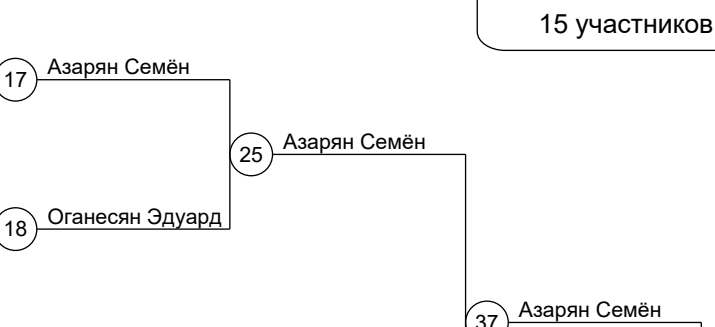 15 участников
17 Азарян Семён
25 Азарян Семён
18 Оганесян Эдуард
37 Азарян Семён